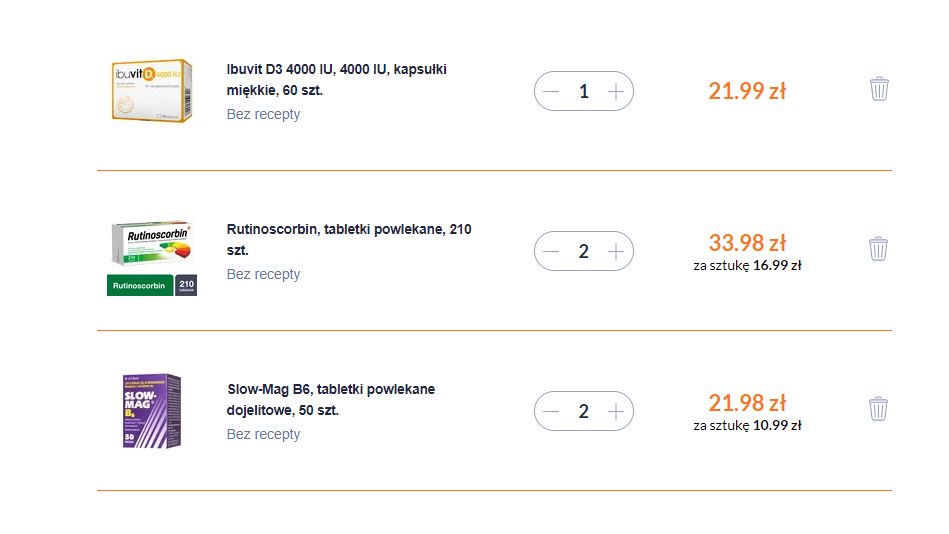 ibuvit D 4000 IU
Ibuvit D3 4000 IU, 4000 IU, kapsułki
miękkie, 60 szt.
Bez recepty
1
21.99 zł
Rutinoscorbin
210
Rutinoscorbin
210
Rutinoscorbin, tabletki powlekane, 210
szt.
Bez recepty
2
33.98 zł
za sztukę 16.99 zł
SLOW-
MAG
B6
50
Slow-Mag B6, tabletki powlekane
dojelitowe, 50 szt.
Bez recepty
2
21.98 zł
za sztukę 10.99 zł